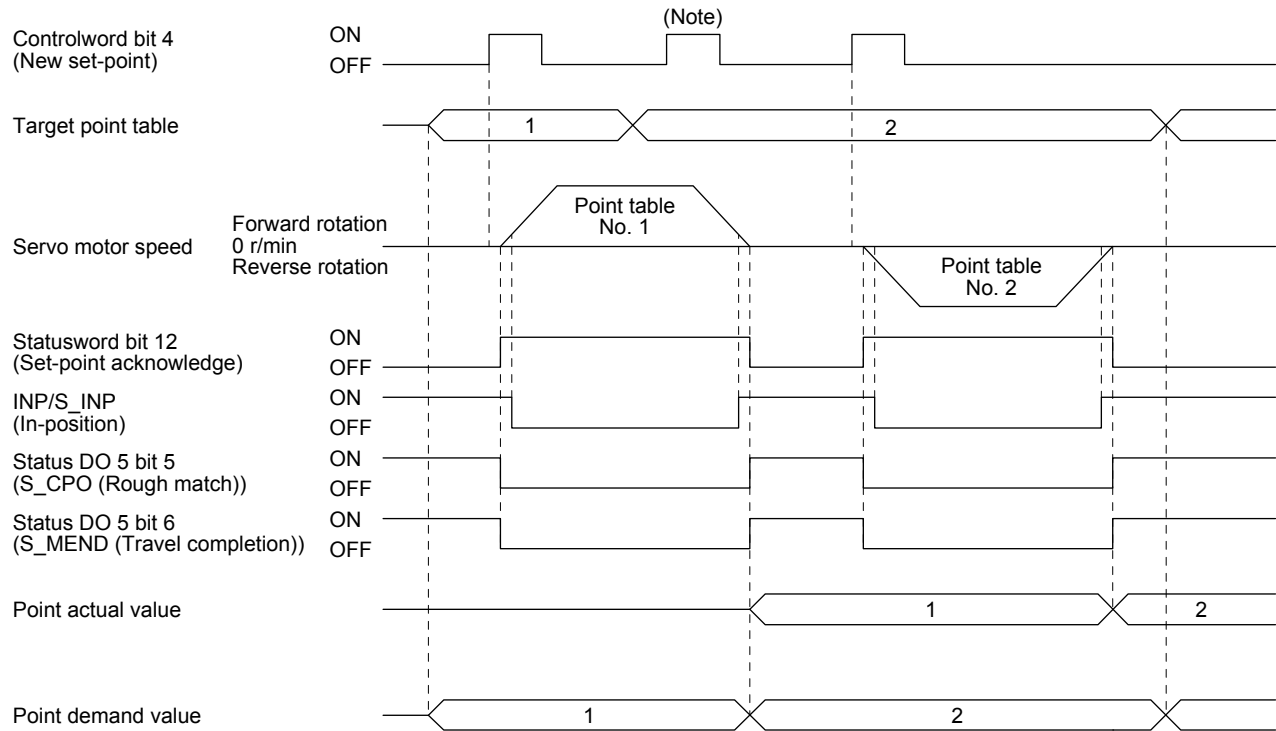 (Note)
Controlword bit 4
(New set-point)
ON
OFF
Target point table
1
2
Servo motor speed
Forward rotation
0 r/min
Reverse rotation
Point table
No. 1
Point table
No. 2
Statusword bit 12
(Set-point acknowledge)
ON
OFF
INP/S_INP
(In-position)
ON
OFF
Status DO 5 bit 5
(S_CPO (Rough match))
ON
OFF
Status DO 5 bit 6
(S_MEND (Travel completion))
ON
OFF
Point actual value
1
2
Point demand value
1
2